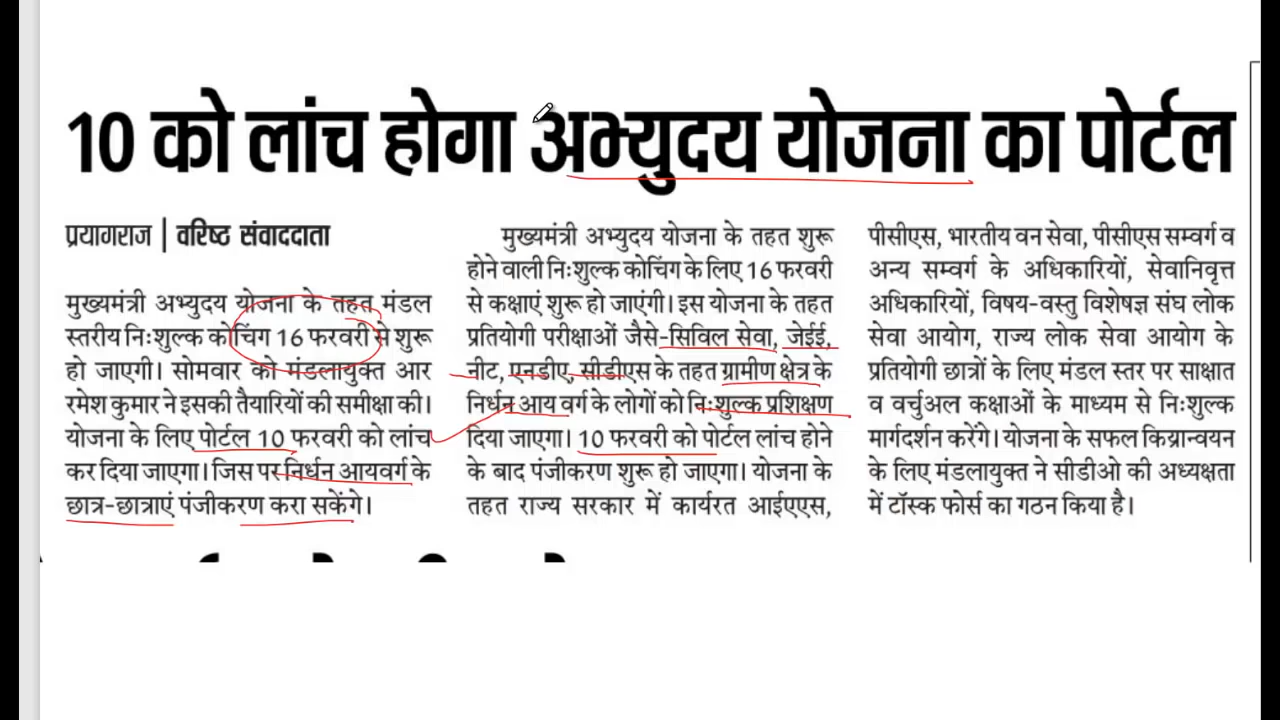 10 को लांच होगा अभ्युदय योजना का पोर्टल
प्रयागराज | वरिष्ठ संवाददाता
मुख्यमंत्री अभ्युदय योजना के तहत मंडल
स्तरीय निःशुल्क कोचिंग 16 फरवरी से शुरू
हो जाएगी। सोमवार को मंडलायुक्त आर
रमेश कुमार ने इसकी तैयारियों की समीक्षा की।
योजना के लिए पोर्टल 10 फरवरी को लांच
कर दिया जाएगा। जिस पर निर्धन आयवर्ग के
छात्र-छात्राएं पंजीकरण करा सकेंगे।
मुख्यमंत्री अभ्युदय योजना के तहत शुरू
होने वाली निःशुल्क कोचिंग के लिए 16 फरवरी
से कक्षाएं शुरू हो जाएंगी। इस योजना के तहत
प्रतियोगी परीक्षाओं जैसे-सिविल सेवा, जेईई,
नीट, एनडीए, सीडीएस के तहत ग्रामीण क्षेत्र के
निर्धन आय वर्ग के लोगों को निःशुल्क प्रशिक्षण
दिया जाएगा। 10 फरवरी को पोर्टल लांच होने
के बाद पंजीकरण शुरू हो जाएगा। योजना के
तहत राज्य सरकार में कार्यरत आईएएस,
पीसीएस, भारतीय वन सेवा, पीसीएस सम्वर्ग व
अन्य सम्वर्ग के अधिकारियों, सेवानिवृत्त
अधिकारियों, विषय-वस्तु विशेषज्ञ संघ लोक
सेवा आयोग, राज्य लोक सेवा आयोग के
प्रतियोगी छात्रों के लिए मंडल स्तर पर साक्षात
व वर्चुअल कक्षाओं के माध्यम से निःशुल्क
मार्गदर्शन करेंगे। योजना के सफल कियान्वयन
के लिए मंडलायुक्त ने सीडीओ की अध्यक्षता
में टॉस्क फोर्स का गठन किया है।